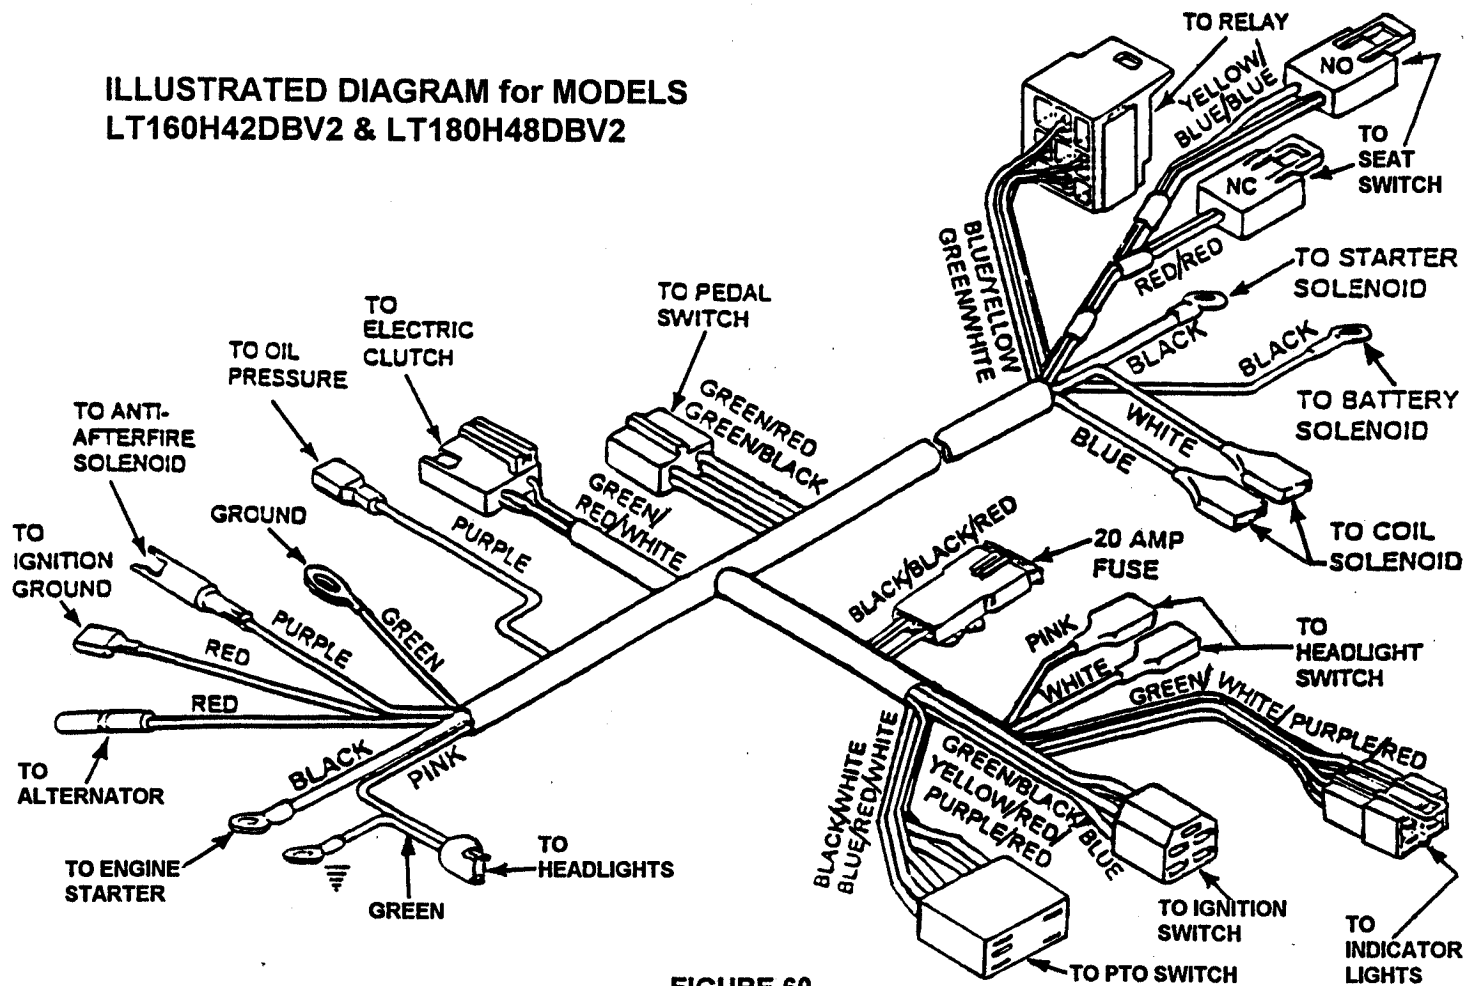 ILLUSTRATED DIAGRAM for MODELS
LT160H42DBV2 & LT180H48DBV2
TO RELAY
YELLOW/
BLUE/BLUE
NO
TO
SEAT
SWITCH
NC
RED/RED
BLUE/YELLOW
GREEN/WHITE
TO STARTER
SOLENOID
BLACK
BLACK
TO BATTERY
SOLENOID
WHITE
BLUE
TO COIL
SOLENOID
TO PEDAL
SWITCH
GREEN/RED
GREEN/BLACK
TO
ELECTRIC
CLUTCH
GREEN/
RED/WHITE
TO OIL
PRESSURE
PURPLE
TO ANTI-
AFTERFIRE
SOLENOID
PURPLE
GROUND
GREEN
TO
IGNITION
GROUND
RED
RED
TO
ALTERNATOR
BLACK
PINK
TO ENGINE
STARTER
GREEN
TO
HEADLIGHTS
BLACK/BLACK/RED
20 AMP
FUSE
PINK
WHITE
TO
HEADLIGHT
SWITCH
GREEN/ WHITE/PURPLE/RED
TO
INDICATOR
LIGHTS
GREEN/BLACK/BLUE
YELLOW/RED/
PURPLE/RED
TO IGNITION
SWITCH
BLACK/WHITE
BLUE/RED/WHITE
TO PTO SWITCH
FIGURE 60